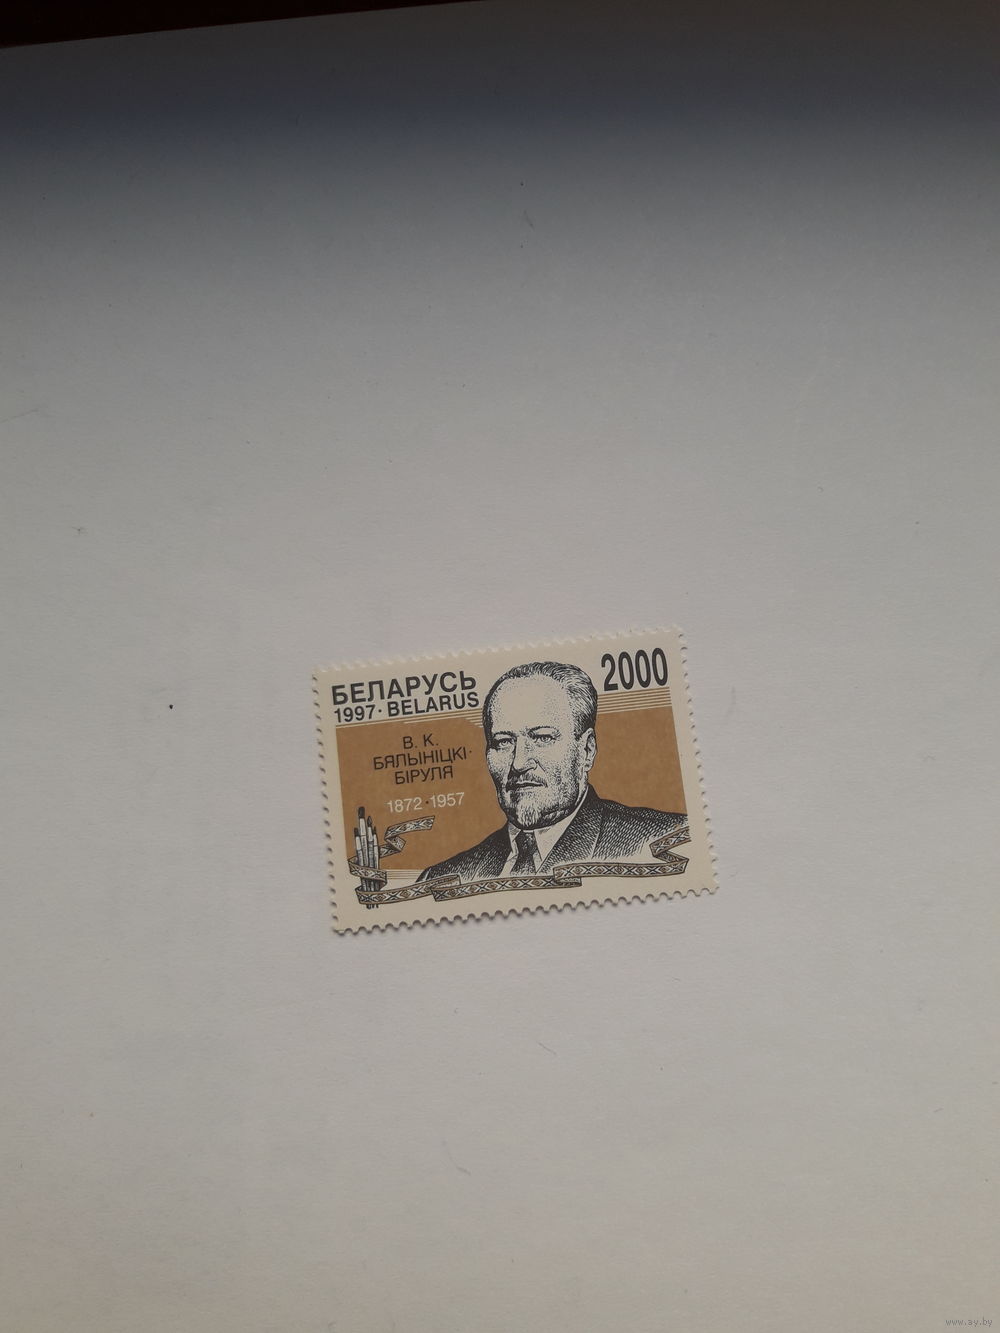 БЕЛАРУСЬ
1997·BELARUS
2000
В. К.
БЯЛЫНІЦКІ-
БІРУЛЯ
1872·1957
www.ay.by